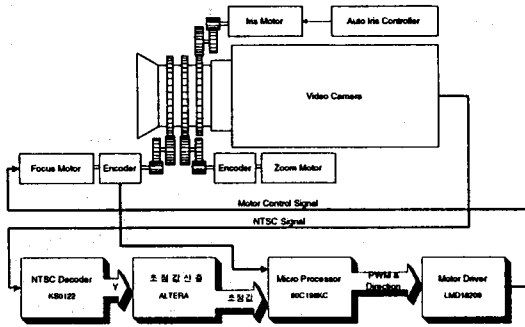 Iris Motor
Auto Iris Controller
Video Camera
Focus Motor
Encoder
Encoder
Zoom Motor
Motor Control Signal
NTSC Signal
NTSC Decoder
KS0122
Y
초점값 산출
ALTERA
초점값
Micro Processor
80C196KC
PWM &
Direction
Motor Driver
LMD18200